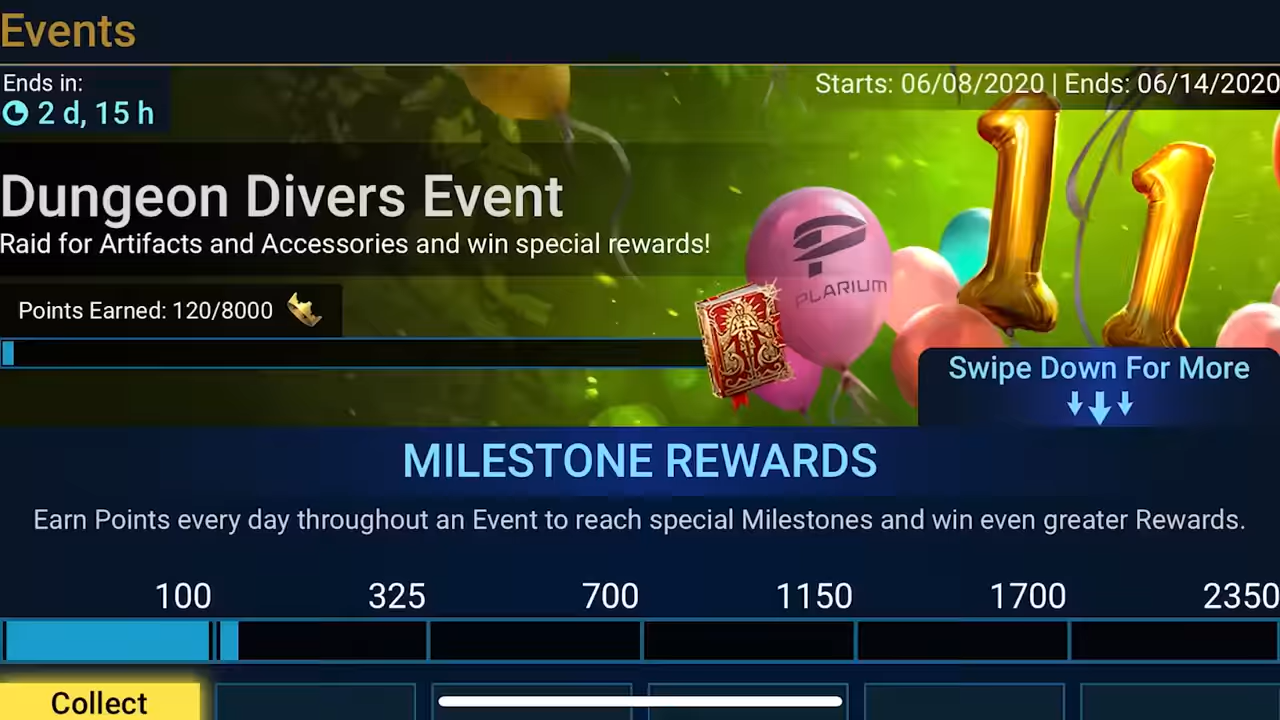 Events
Ends in:
2 d, 15 h
Starts: 06/08/2020 | Ends: 06/14/2020
11
Dungeon Divers Event
Raid for Artifacts and Accessories and win special rewards!
PLARIUM
Points Earned: 120/8000
Swipe Down For More
MILESTONE REWARDS
Earn Points every day throughout an Event to reach special Milestones and win even greater Rewards.
100 325 700 1150 1700 2350
Collect